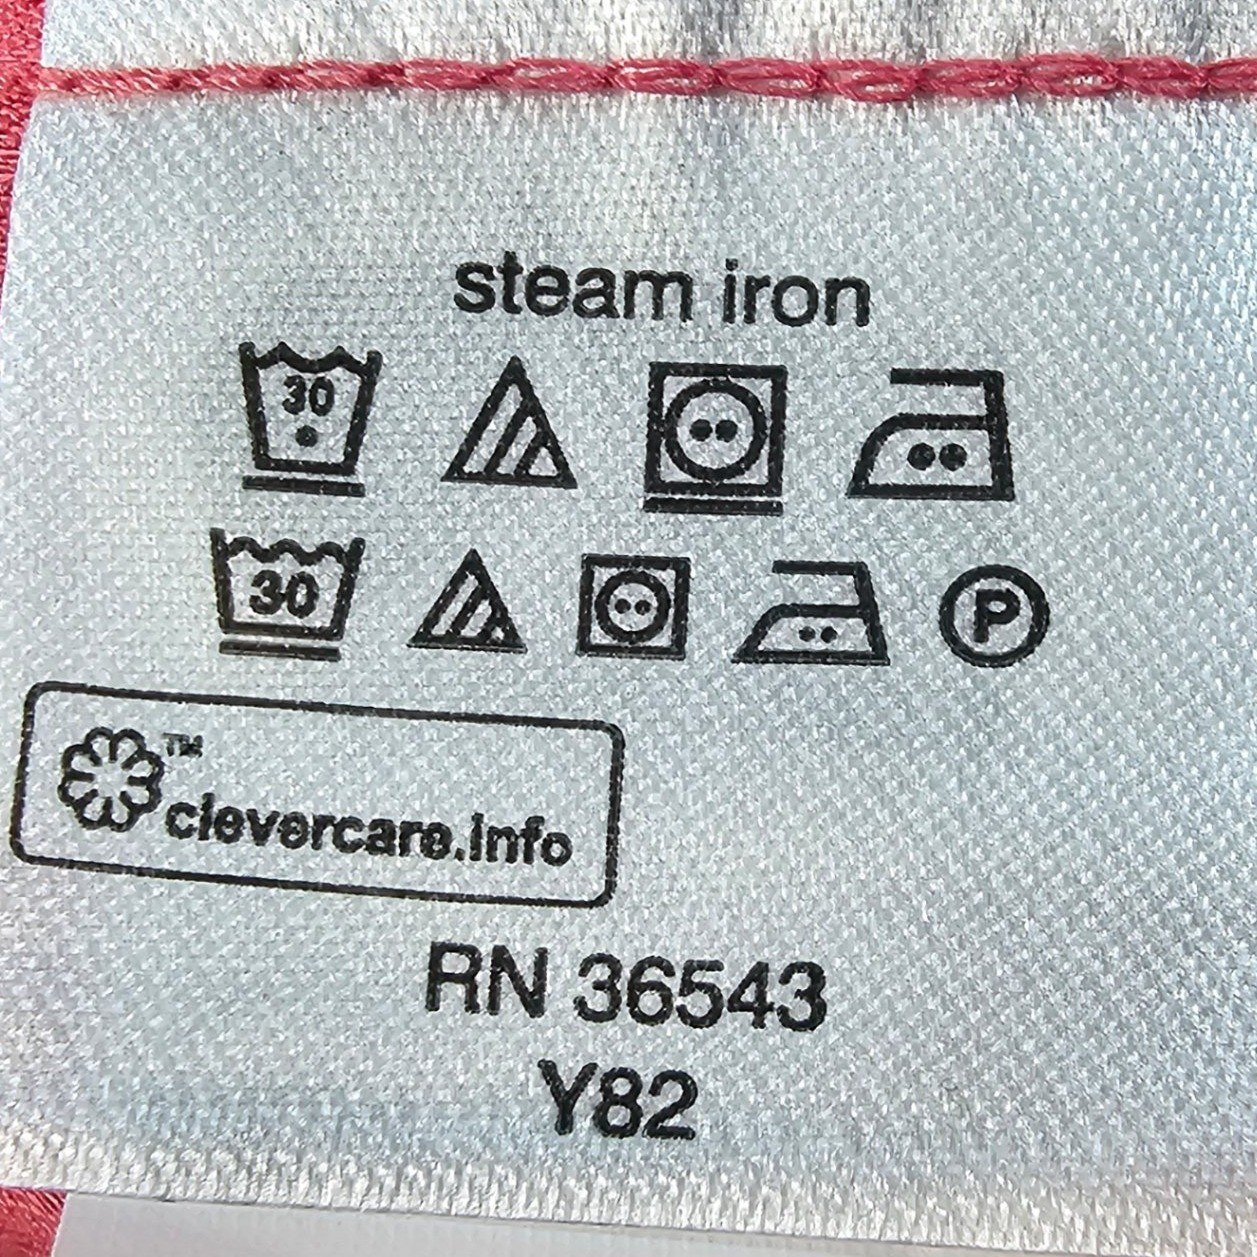 steam iron
30
30 P
™
clevercare.info
RN 36543
Y82